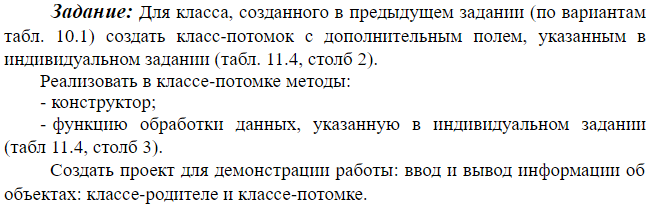 Задание: Для класса, созданного в предыдущем задании (по вариантам
табл. 10.1) создать класс-потомок с дополнительным полем, указанным в
индивидуальном задании (табл. 11.4, столб 2).
Реализовать в классе-потомке методы:
- конструктор;
- функцию обработки данных, указанную в индивидуальном задании
(табл 11.4, столб 3).
Создать проект для демонстрации работы: ввод и вывод информации об
объектах: классе-родителе и классе-потомке.